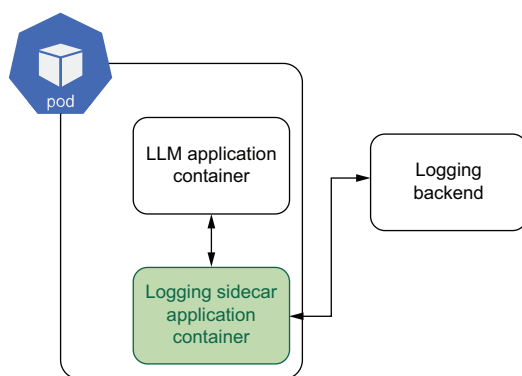 pod
LLM application
container
Logging
backend
Logging sidecar
application
container